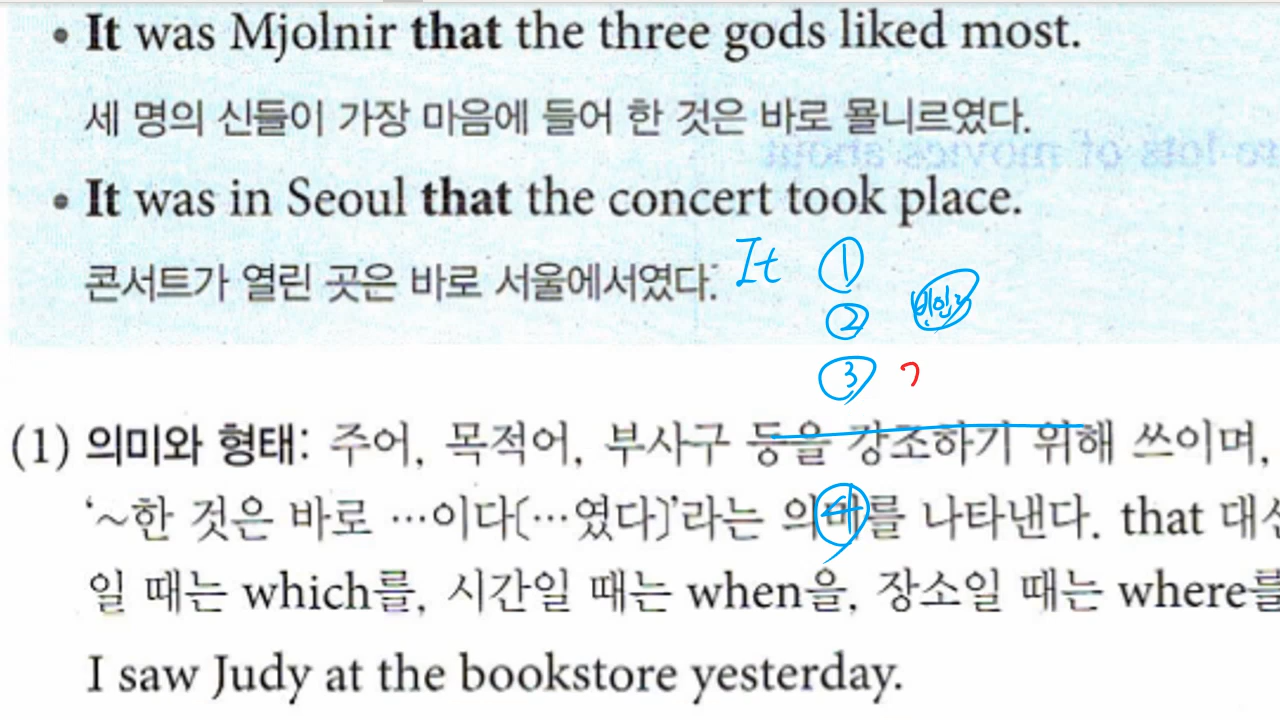 • It was Mjolnir that the three gods liked most.
세 명의 신들이 가장 마음에 들어 한 것은 바로 묠니르였다.
• It was in Seoul that the concert took place.
콘서트가 열린 곳은 바로 서울에서였다.
It ①
②
③
(1) 의미와 형태: 주어, 목적어, 부사구 등을 강조하기 위해 쓰이며,
‘~한 것은 바로 …이다(…였다)’라는 의미를 나타낸다. that 대신
④
일 때는 which를, 시간일 때는 when을, 장소일 때는 where를
I saw Judy at the bookstore yesterday.